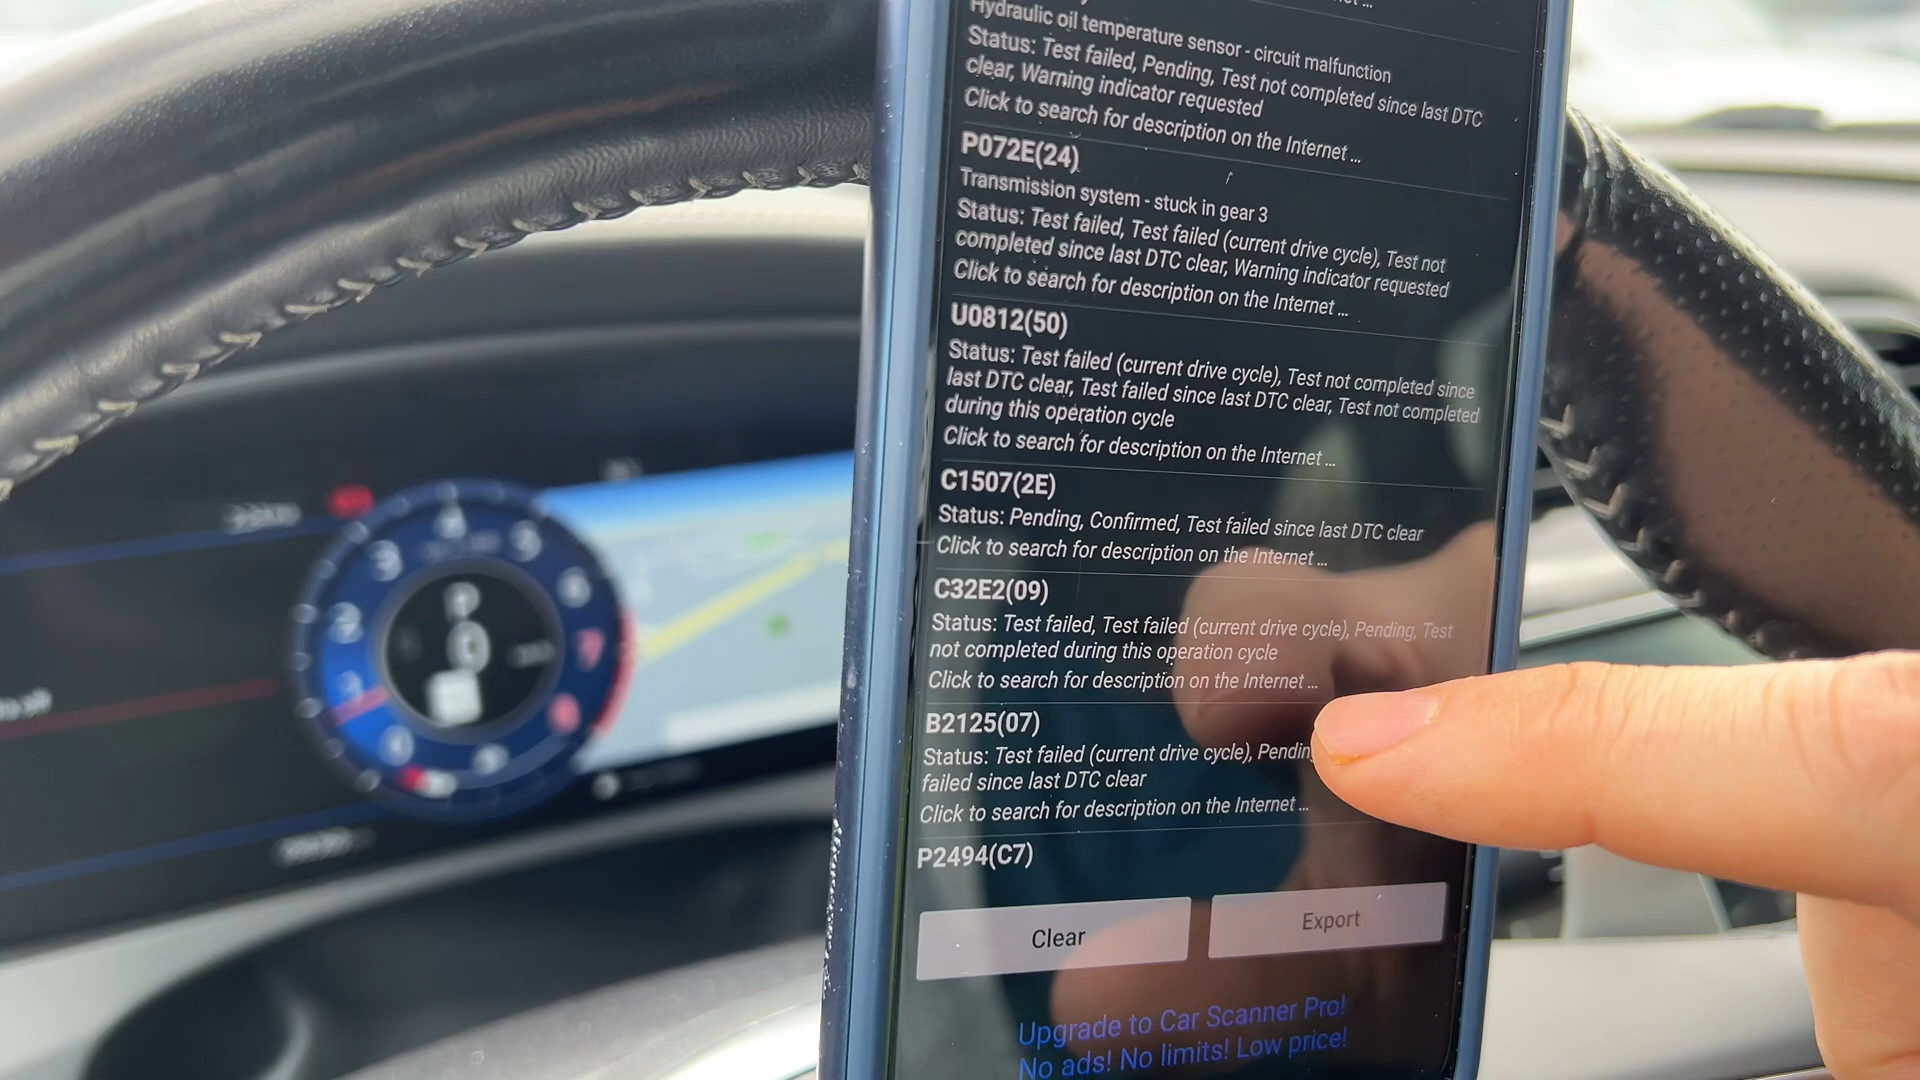 Hydraulic oil temperature sensor - circuit malfunction
Status: Test failed, Pending, Test not completed since last DTC
clear, Warning indicator requested
Click to search for description on the Internet ...
P072E(24)
Transmission system - stuck in gear 3
Status: Test failed, Test failed (current drive cycle), Test not
completed since last DTC clear, Warning indicator requested
Click to search for description on the Internet ...
U0812(50)
Status: Test failed (current drive cycle), Test not completed since
last DTC clear, Test failed since last DTC clear, Test not completed
during this operation cycle
Click to search for description on the Internet ...
C1507(2E)
Status: Pending, Confirmed, Test failed since last DTC clear
Click to search for description on the Internet ...
C32E2(09)
Status: Test failed, Test failed (current drive cycle), Pending, Test
not completed during this operation cycle
Click to search for description on the Internet ...
B2125(07)
Status: Test failed (current drive cycle),
failed since last DTC clear
Click to search for description on the Internet ...
P2494(C7)
Clear
Export
Upgrade to Car Scanner Pro!
No ads! No limits! Low price!
P
0
1
2
3
4
5
6
7
8